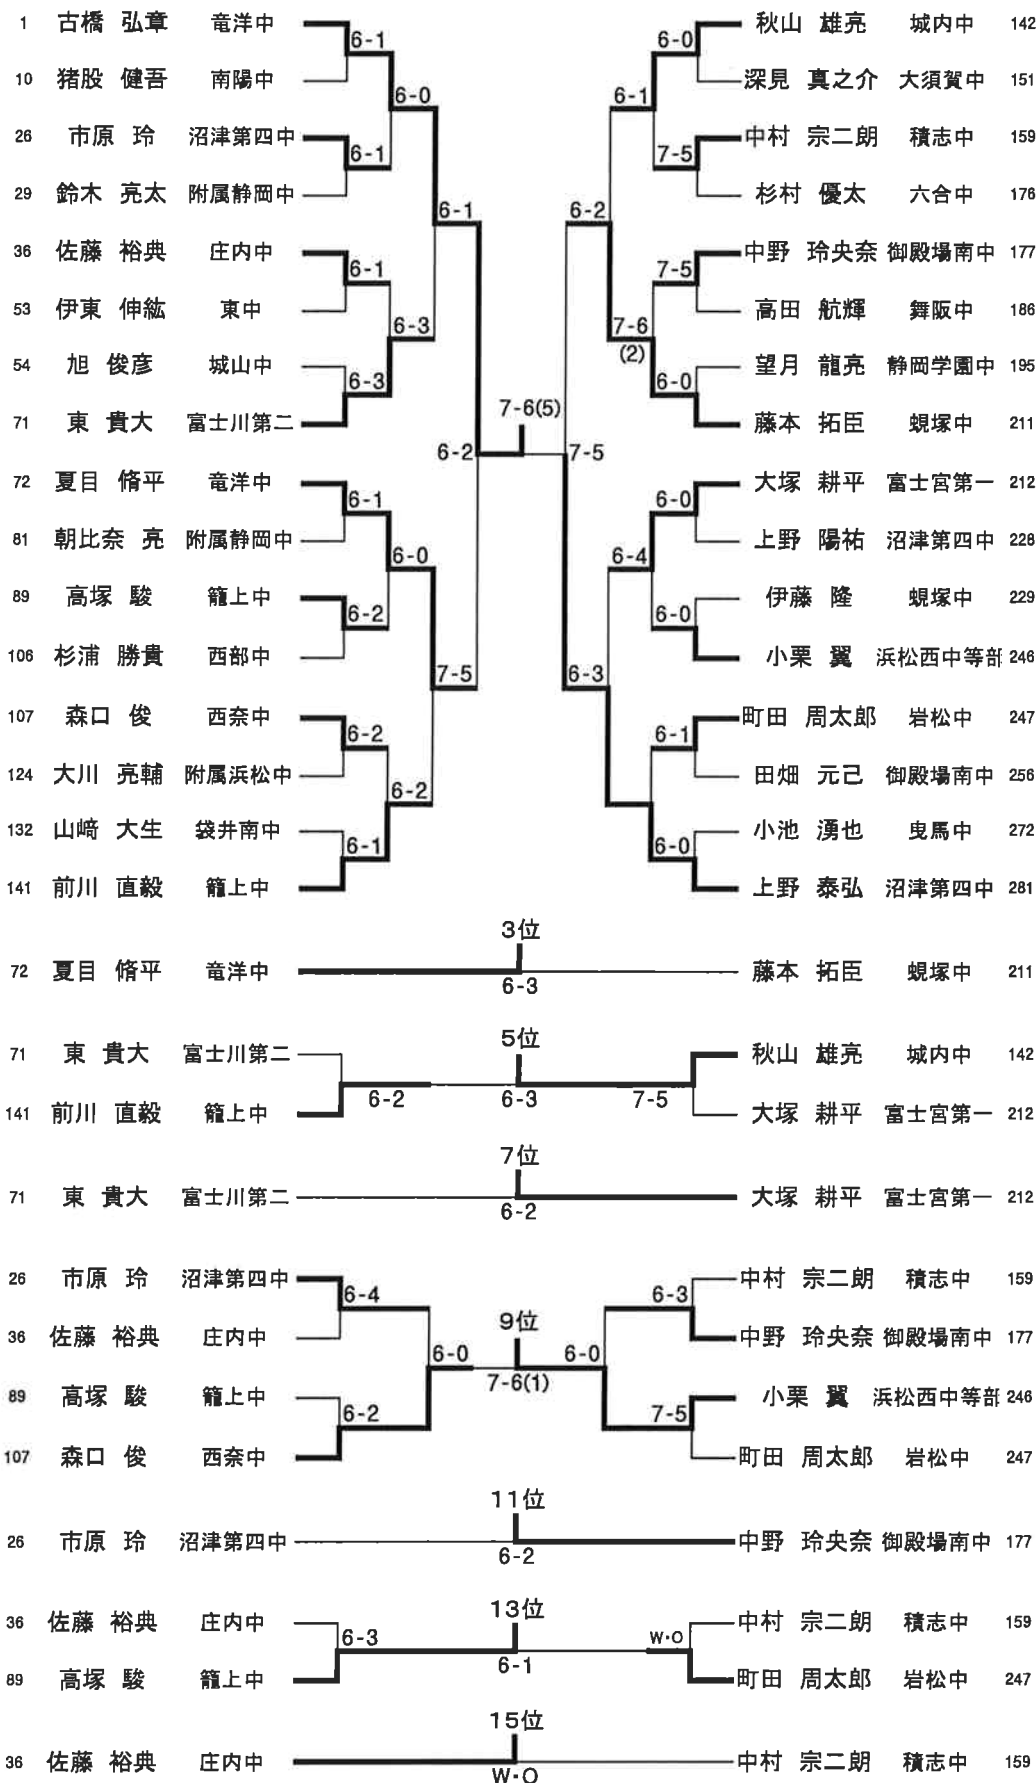 1 古橋 弘章 竜洋中 秋山 雄亮 城内中 142
6-1 6-0
10 猪股 健吾 南陽中 深見 真之介 大須賀中 151
6-0 6-1
26 市原 玲 沼津第四中 中村 宗二朗 積志中 159
6-1 7-5
29 鈴木 亮太 附属静岡中 杉村 優太 六合中 176
6-1 6-2
36 佐藤 裕典 庄内中 中野 玲央奈 御殿場南中 177
6-1 7-5
53 伊東 伸紘 東中 高田 航輝 舞阪中 186
6-3 7-6
(2)
54 旭 俊彦 城山中 望月 龍亮 静岡学園中 195
6-3 6-0
7-6(5)
71 東 貴大 富士川第二 藤本 拓臣 蜆塚中 211
6-2 7-5
72 夏目 脩平 竜洋中 大塚 耕平 富士宮第一 212
6-1 6-0
81 朝比奈 亮 附属静岡中 上野 陽祐 沼津第四中 228
6-0 6-4
89 高塚 駿 籠上中 伊藤 隆 蜆塚中 229
6-2 6-0
106 杉浦 勝貴 西部中 小栗 翼 浜松西中等部 246
7-5 6-3
107 森口 俊 西奈中 町田 周太郎 岩松中 247
6-2 6-1
124 大川 亮輔 附属浜松中 田畑 元己 御殿場南中 256
6-2
132 山﨑 大生 袋井南中 小池 湧也 曳馬中 272
6-1 6-0
141 前川 直毅 籠上中 上野 泰弘 沼津第四中 281
3位
72 夏目 脩平 竜洋中 藤本 拓臣 蜆塚中 211
6-3
5位
71 東 貴大 富士川第二 秋山 雄亮 城内中 142
6-2 6-3 7-5
141 前川 直毅 籠上中 大塚 耕平 富士宮第一 212
7位
71 東 貴大 富士川第二 大塚 耕平 富士宮第一 212
6-2
26 市原 玲 沼津第四中 中村 宗二朗 積志中 159
6-4 6-3
9位
36 佐藤 裕典 庄内中 中野 玲央奈 御殿場南中 177
6-0 6-0
7-6(1)
89 高塚 駿 籠上中 小栗 翼 浜松西中等部 246
6-2 7-5
107 森口 俊 西奈中 町田 周太郎 岩松中 247
11位
26 市原 玲 沼津第四中 中野 玲央奈 御殿場南中 177
6-2
13位
36 佐藤 裕典 庄内中 中村 宗二朗 積志中 159
6-3 6-1 W・O
89 高塚 駿 籠上中 町田 周太郎 岩松中 247
15位
36 佐藤 裕典 庄内中 中村 宗二朗 積志中 159
W・O